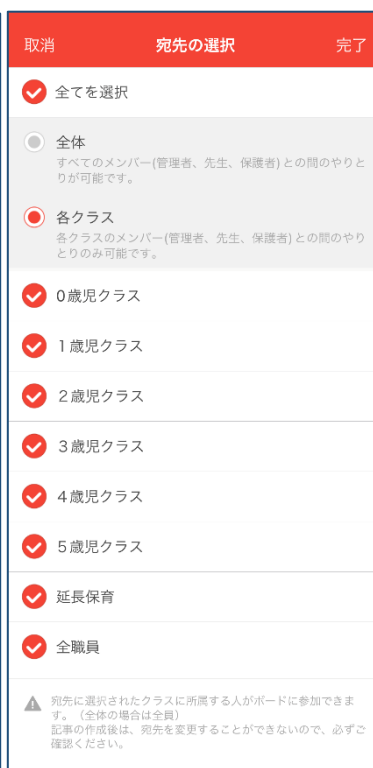 取消 宛先の選択 完了
全てを選択
全体
すべてのメンバー(管理者、先生、保護者) との間のやりと
りが可能です。
各クラス
各クラスのメンバー(管理者、先生、保護者) との間のやり
とりのみ可能です。
0歳児クラス
1歳児クラス
2歳児クラス
3歳児クラス
4歳児クラス
5歳児クラス
延長保育
全職員
宛先に選択されたクラスに所属する人がボードに参加できま
す。（全体の場合は全員）
記事の作成後は、宛先を変更することができないので、必ずご
確認ください。